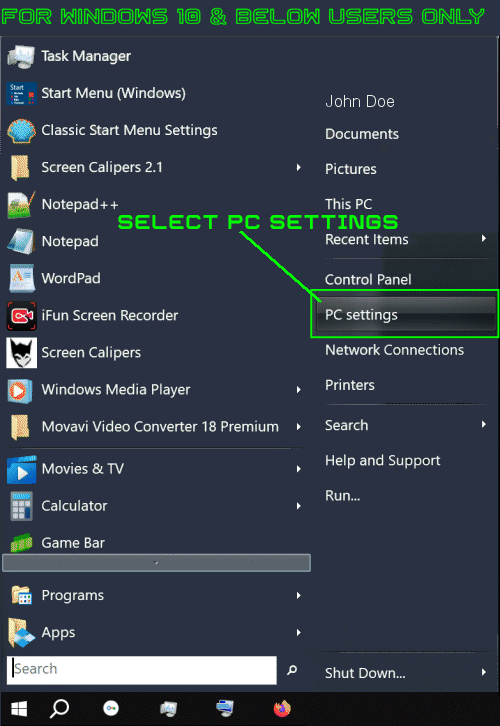 FOR WINDOWS 10 & BELOW USERS ONLY
Task Manager
Start Menu (Windows)
Classic Start Menu Settings
Screen Calipers 2.1
Notepad++
Notepad
WordPad
iFun Screen Recorder
Screen Calipers
Windows Media Player
Movavi Video Converter 18 Premium
Movies & TV
Calculator
Game Bar
Programs
Apps
Search
John Doe
Documents
Pictures
This PC
SELECT PC SETTINGS
Recent Items
Control Panel
PC settings
Network Connections
Printers
Search
Help and Support
Run...
Shut Down...